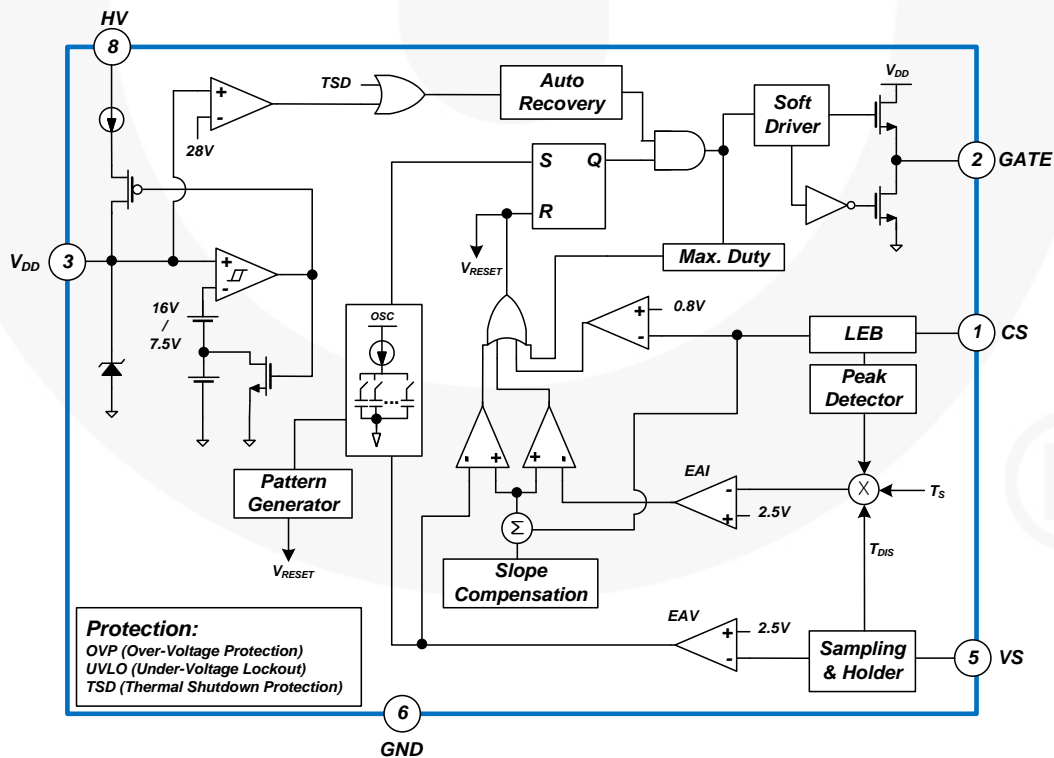 HV
8
TSD
Auto
Recovery
V_DD
Soft
Driver
+
-
28V
S
Q
R
2
GATE
V_DD
3
V_RESET
Max. Duty
+
-
16V
/
7.5V
OSC
...
+
-
0.8V
LEB
1
CS
Peak
Detector
-
+
+
-
Pattern
Generator
EAI
-
+
2.5V
X
T_S
Σ
T_DIS
V_RESET
Slope
Compensation
EAV
+
-
2.5V
Sampling
& Holder
5
VS
Protection:
OVP (Over-Voltage Protection)
UVLO (Under-Voltage Lockout)
TSD (Thermal Shutdown Protection)
6
GND